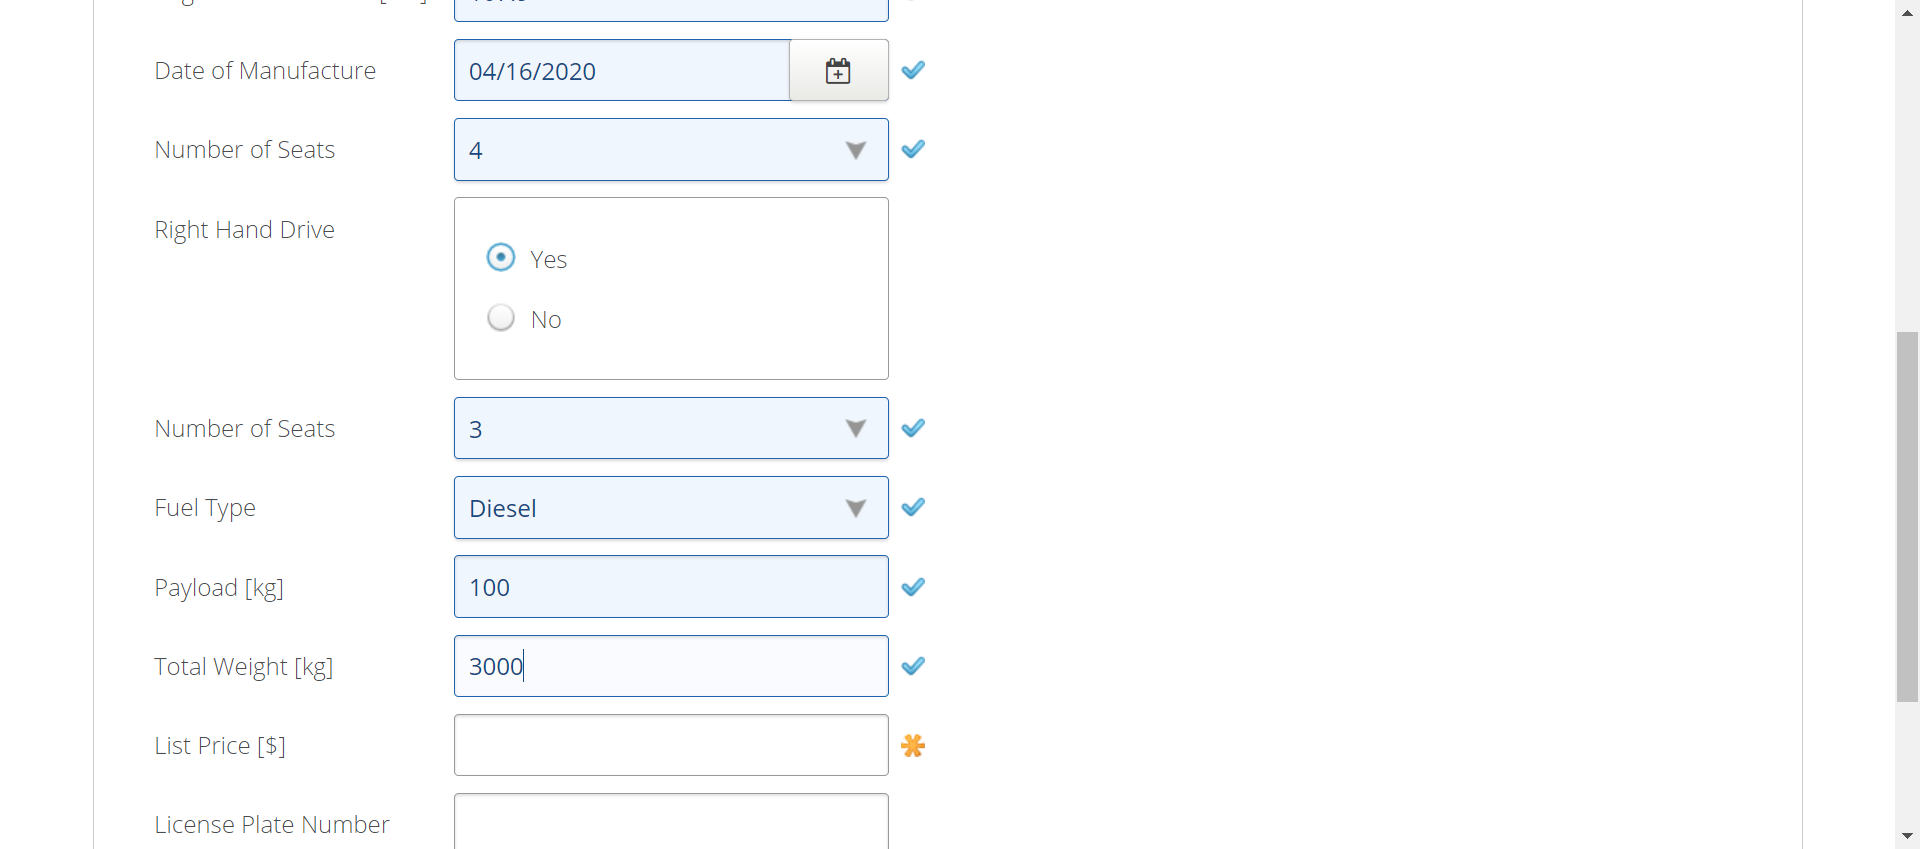 Date of Manufacture 04/16/2020
Number of Seats 4
Right Hand Drive
Yes
No
Number of Seats 3
Fuel Type Diesel
Payload [kg] 100
Total Weight [kg] 3000
List Price [$]
License Plate Number